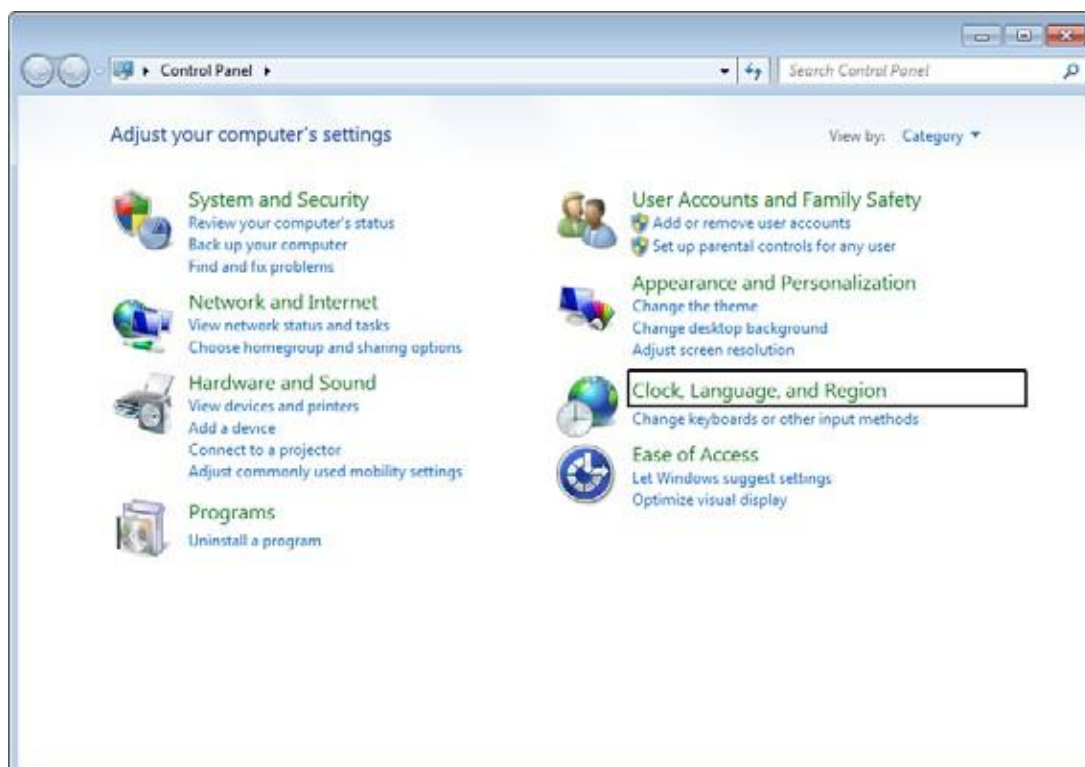 Control Panel
Search Control Panel
Adjust your computer's settings
View by: Category
System and Security
Review your computer's status
Back up your computer
Find and fix problems
Network and Internet
View network status and tasks
Choose homegroup and sharing options
Hardware and Sound
View devices and printers
Add a device
Connect to a projector
Adjust commonly used mobility settings
Programs
Uninstall a program
User Accounts and Family Safety
Add or remove user accounts
Set up parental controls for any user
Appearance and Personalization
Change the theme
Change desktop background
Adjust screen resolution
Clock, Language, and Region
Change keyboards or other input methods
Ease of Access
Let Windows suggest settings
Optimize visual display